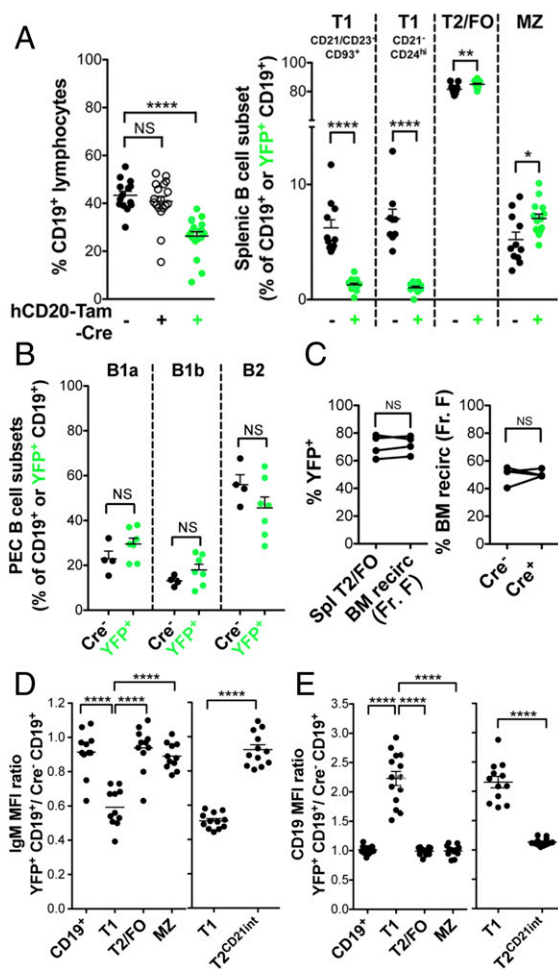 A
% CD19+ lymphocytes
100
80
60
40
20
0
****
NS
hCD20-Tam
-Cre
- + +
Splenic B cell subset
(% of CD19+ or YFP+ CD19+)
T1 T1 T2/FO MZ
CD21/CD23-
CD93+
CD21-
CD24hi
100
80
10
0
**** **** ** *
- + - + - + - +
B
PEC B cell subsets
(% of CD19+ or YFP+ CD19+)
B1a B1b B2
100
80
60
40
20
0
NS NS NS
Cre- YFP+ Cre- YFP+ Cre- YFP+
C
% YFP+
100
80
60
40
20
0
NS
Spl T2/FO
BM recirc
(Fr. F)
% BM recirc (Fr. F)
100
80
60
40
20
0
NS
Cre-
Cre+
D
IgM MFI ratio
YFP+ CD19+/ Cre- CD19+
1.2
1.0
0.8
0.6
0.4
0.2
0.0
****
**** ****
****
CD19+ T1 T2/FO MZ T1 T2CD21int
E
CD19 MFI ratio
YFP+ CD19+/ Cre- CD19+
3.5
3.0
2.5
2.0
1.5
1.0
0.5
0.0
****
**** ****
****
CD19+ T1 T2/FO MZ T1 T2CD21int